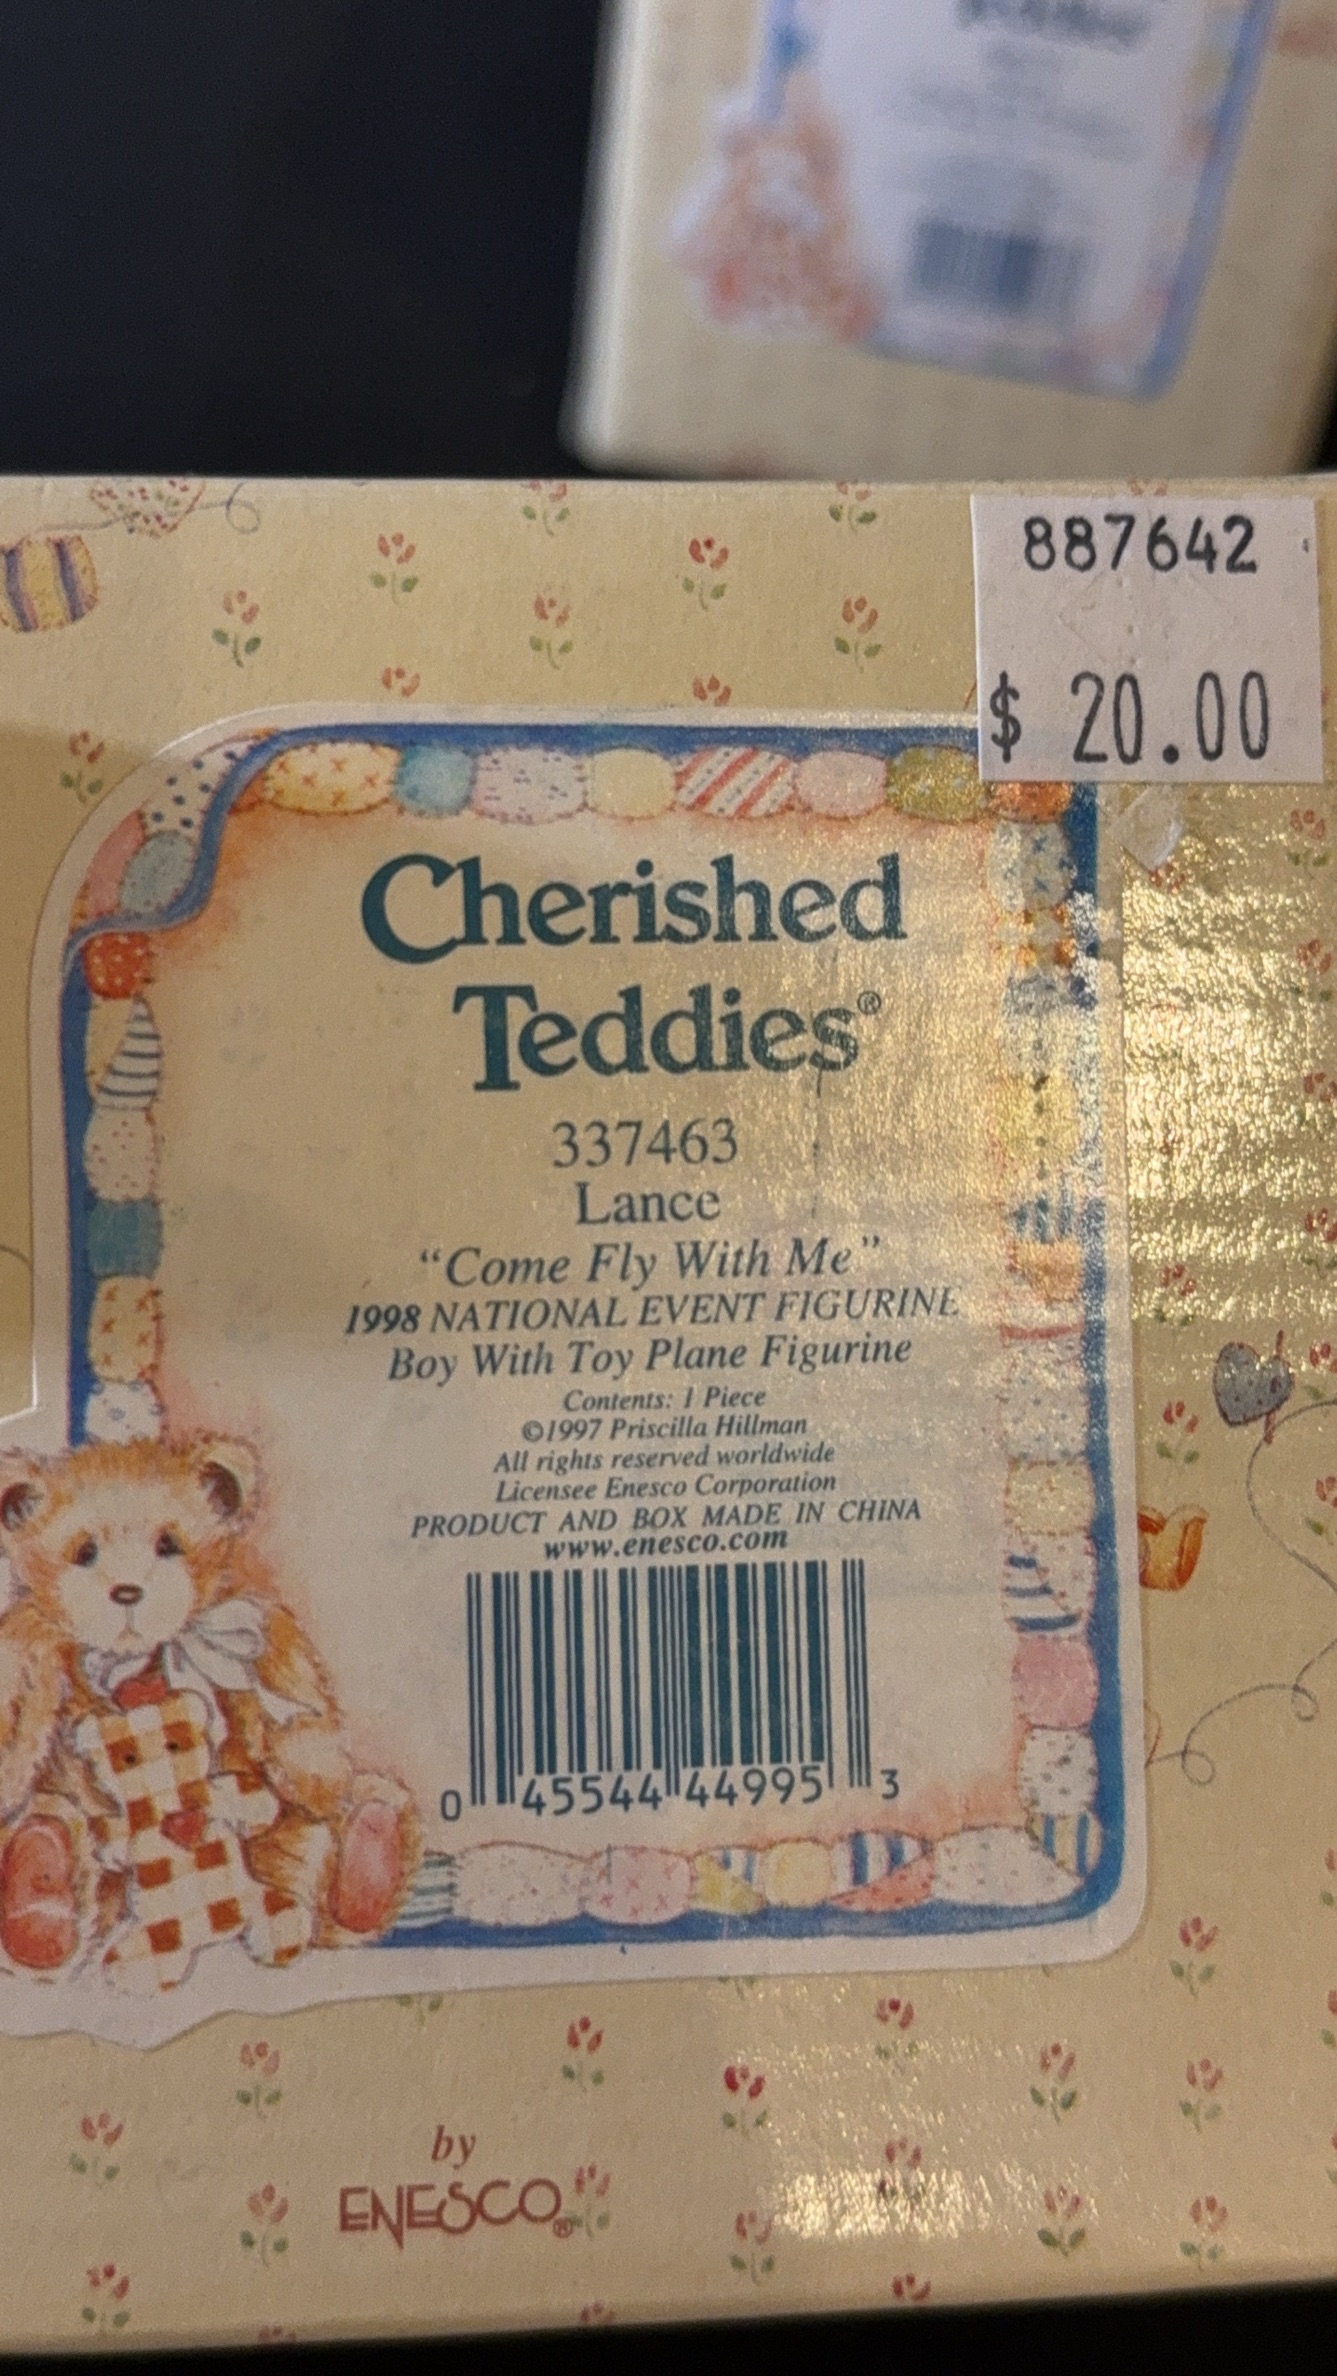 887642
$ 20.00
Cherished
Teddies®
337463
Lance
“Come Fly With Me”
1998 NATIONAL EVENT FIGURINE
Boy With Toy Plane Figurine
Contents: 1 Piece
©1997 Priscilla Hillman
All rights reserved worldwide
Licensee Enesco Corporation
PRODUCT AND BOX MADE IN CHINA
www.enesco.com
0 45544 44995 3
by
ENESCO®